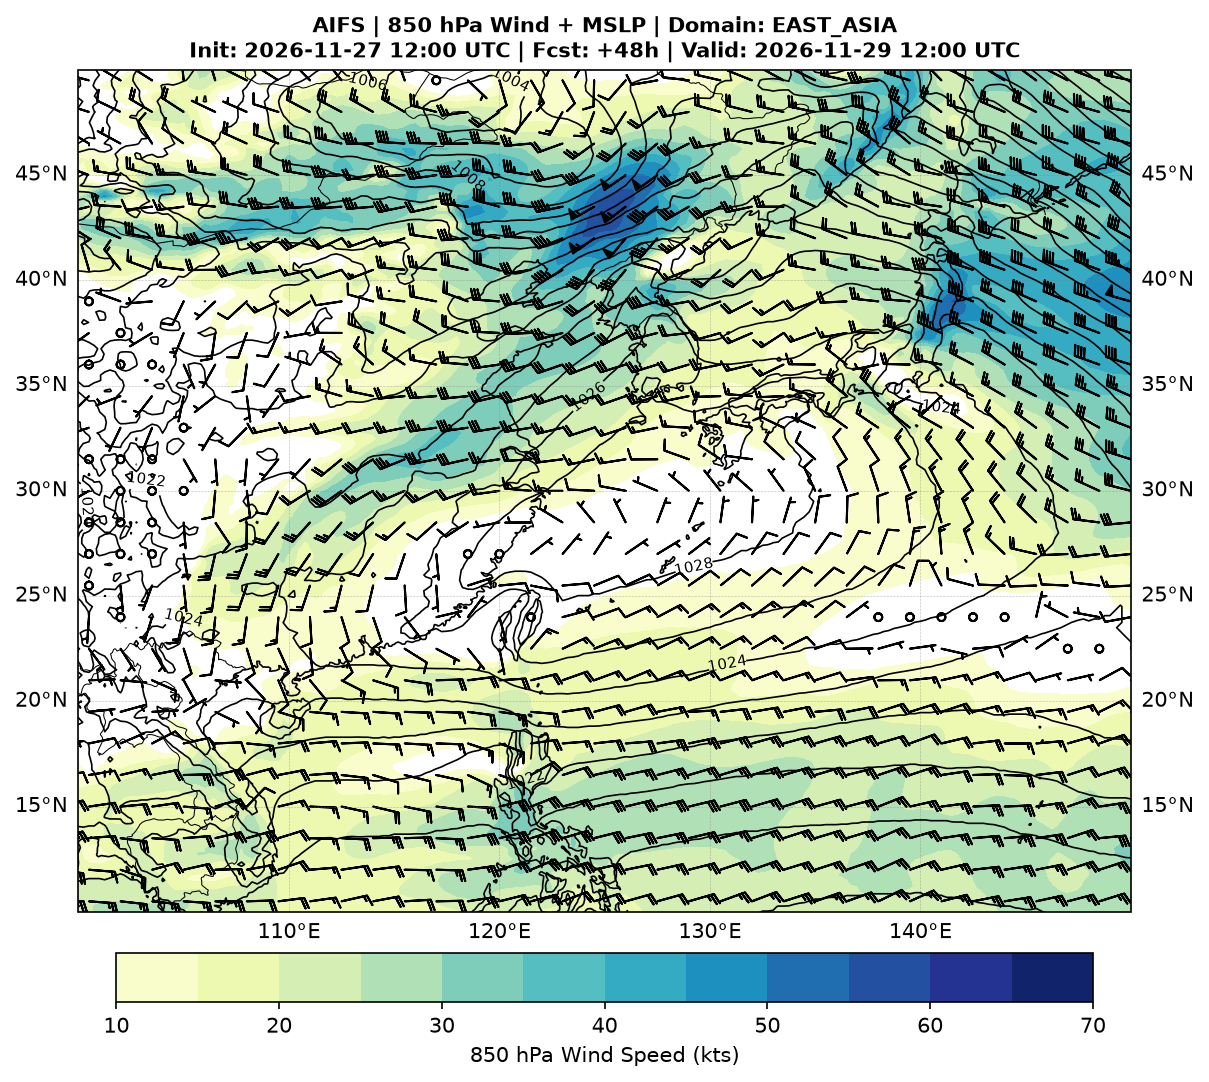 AIFS | 850 hPa Wind + MSLP | Domain: EAST_ASIA
Init: 2026-11-27 12:00 UTC | Fcst: +48h | Valid: 2026-11-29 12:00 UTC
1006
1004
45°N
1008
45°N
40°N
40°N
35°N
1026
1024
35°N
30°N
1022
30°N
1028
25°N
1024
25°N
1024
20°N
20°N
15°N
15°N
110°E
120°E
130°E
140°E
10
20
30
40
50
60
70
850 hPa Wind Speed (kts)